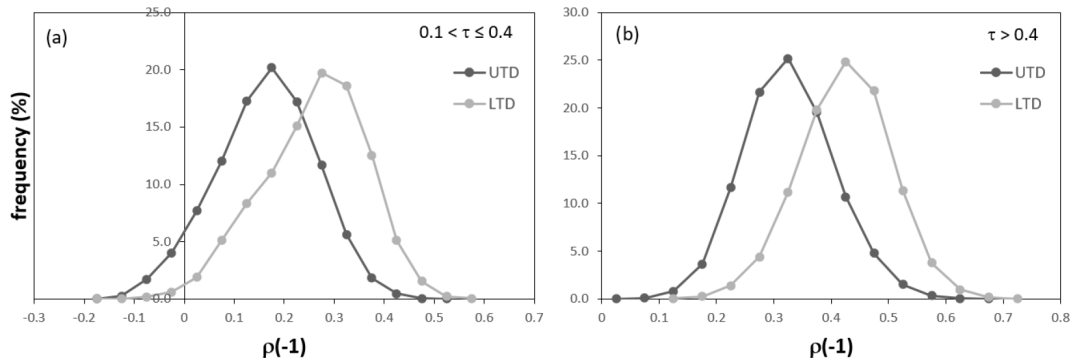 (a)
0.1 < τ ≤ 0.4
UTD
LTD
frequency (%)
25.0
20.0
15.0
10.0
5.0
0.0
-0.3 -0.2 -0.1 0 0.1 0.2 0.3 0.4 0.5 0.6 0.7
ρ(-1)
(b)
τ > 0.4
UTD
LTD
30.0
25.0
20.0
15.0
10.0
5.0
0.0
0 0.1 0.2 0.3 0.4 0.5 0.6 0.7 0.8
ρ(-1)